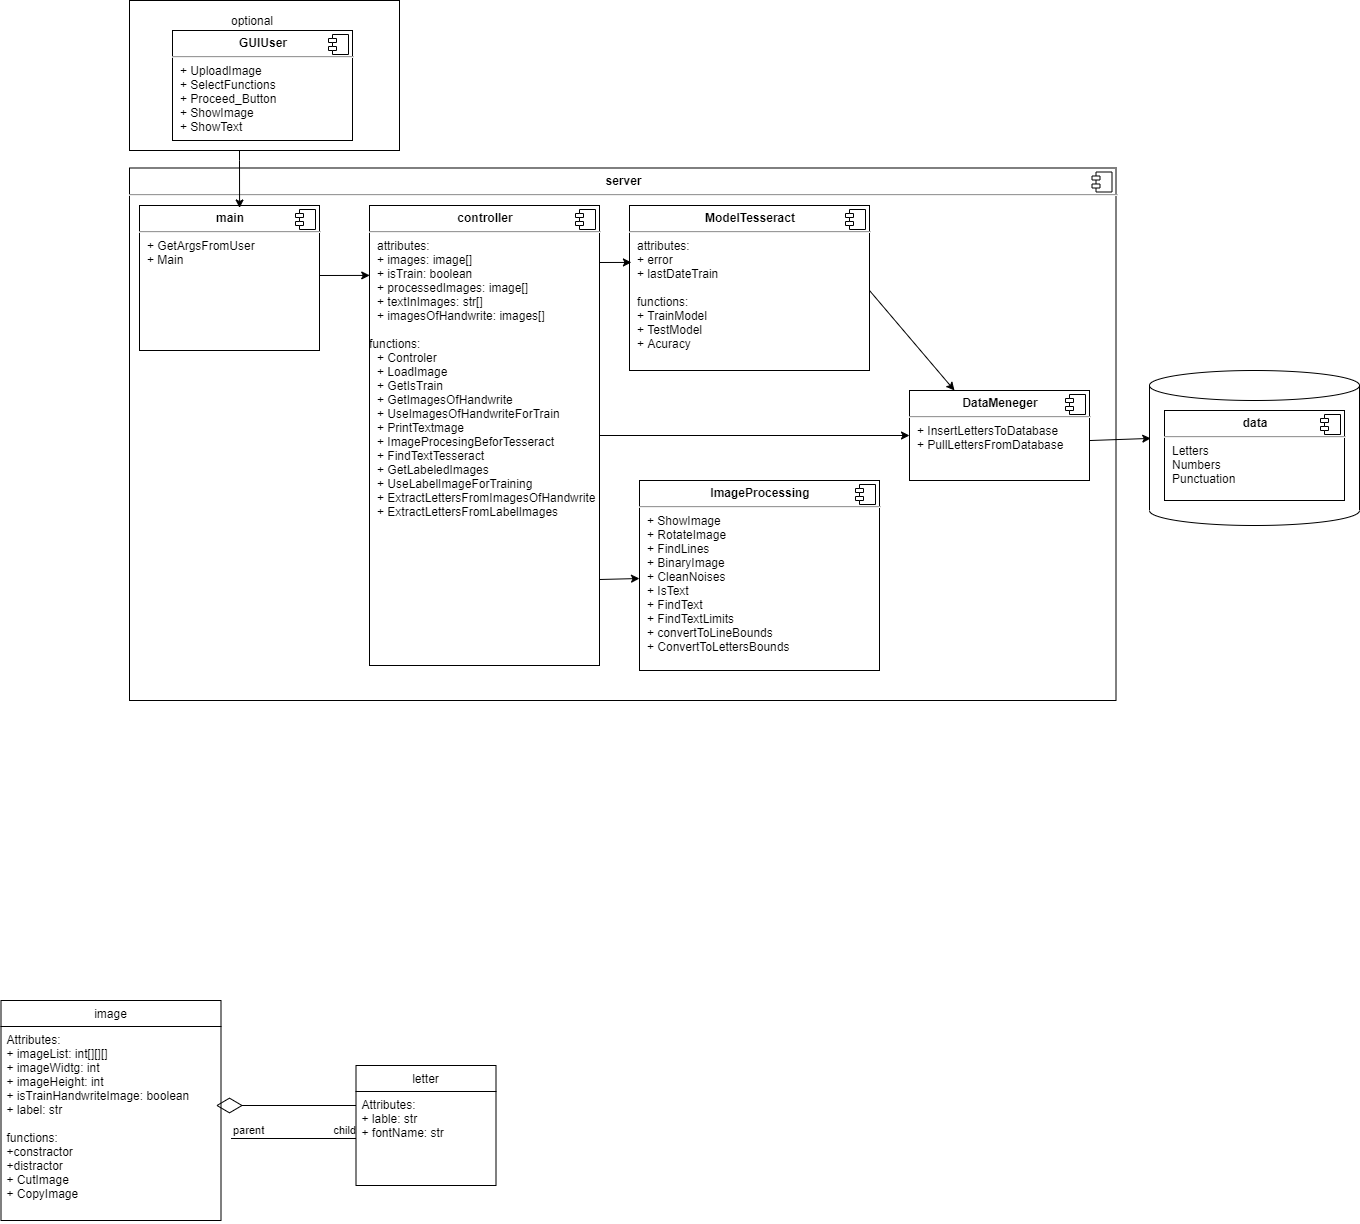 optional
GUIUser
+ UploadImage
+ SelectFunctions
+ Proceed_Button
+ ShowImage
+ ShowText
server
main
+ GetArgsFromUser
+ Main
controller
attributes:
+ images: image[]
+ isTrain: boolean
+ processedImages: image[]
+ textInImages: str[]
+ imagesOfHandwrite: images[]
functions:
+ Controler
+ LoadImage
+ GetIsTrain
+ GetImagesOfHandwrite
+ UseImagesOfHandwriteForTrain
+ PrintTextImage
+ ImageProcesingBeforTesseract
+ FindTextTesseract
+ GetLabeledImages
+ UseLabelImageForTraining
+ ExtractLettersFromImagesOfHandwrite
+ ExtractLettersFromLabelImages
ModelTesseract
attributes:
+ error
+ lastDateTrain
functions:
+ TrainModel
+ TestModel
+ Acuracy
DataMeneger
+ InsertLettersToDatabase
+ PullLettersFromDatabase
data
Letters
Numbers
Punctuation
ImageProcessing
+ ShowImage
+ RotateImage
+ FindLines
+ BinaryImage
+ CleanNoises
+ IsText
+ FindText
+ FindTextLimits
+ convertToLineBounds
+ ConvertToLettersBounds
image
Attributes:
+ imageList: int[][][]
+ imageWidtg: int
+ imageHeight: int
+ isTrainHandwriteImage: boolean
+ label: str
functions:
+constractor
+distractor
+ CutImage
+ CopyImage
parent
child
letter
Attributes:
+ lable: str
+ fontName: str